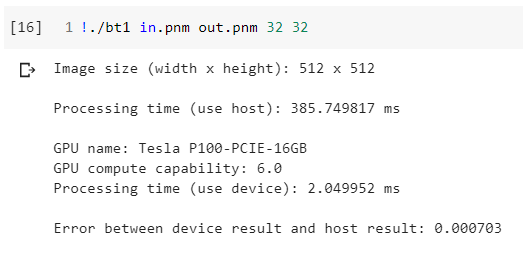 [16] 1 !./bt1 in.pnm out.pnm 32 32
Image size (width x height): 512 x 512
Processing time (use host): 385.749817 ms
GPU name: Tesla P100-PCIE-16GB
GPU compute capability: 6.0
Processing time (use device): 2.049952 ms
Error between device result and host result: 0.000703